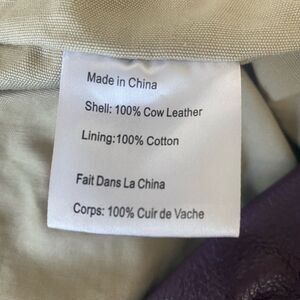 Made in China
Shell: 100% Cow Leather
Lining:100% Cotton
Fait Dans La China
Corps: 100% Cuir de Vache